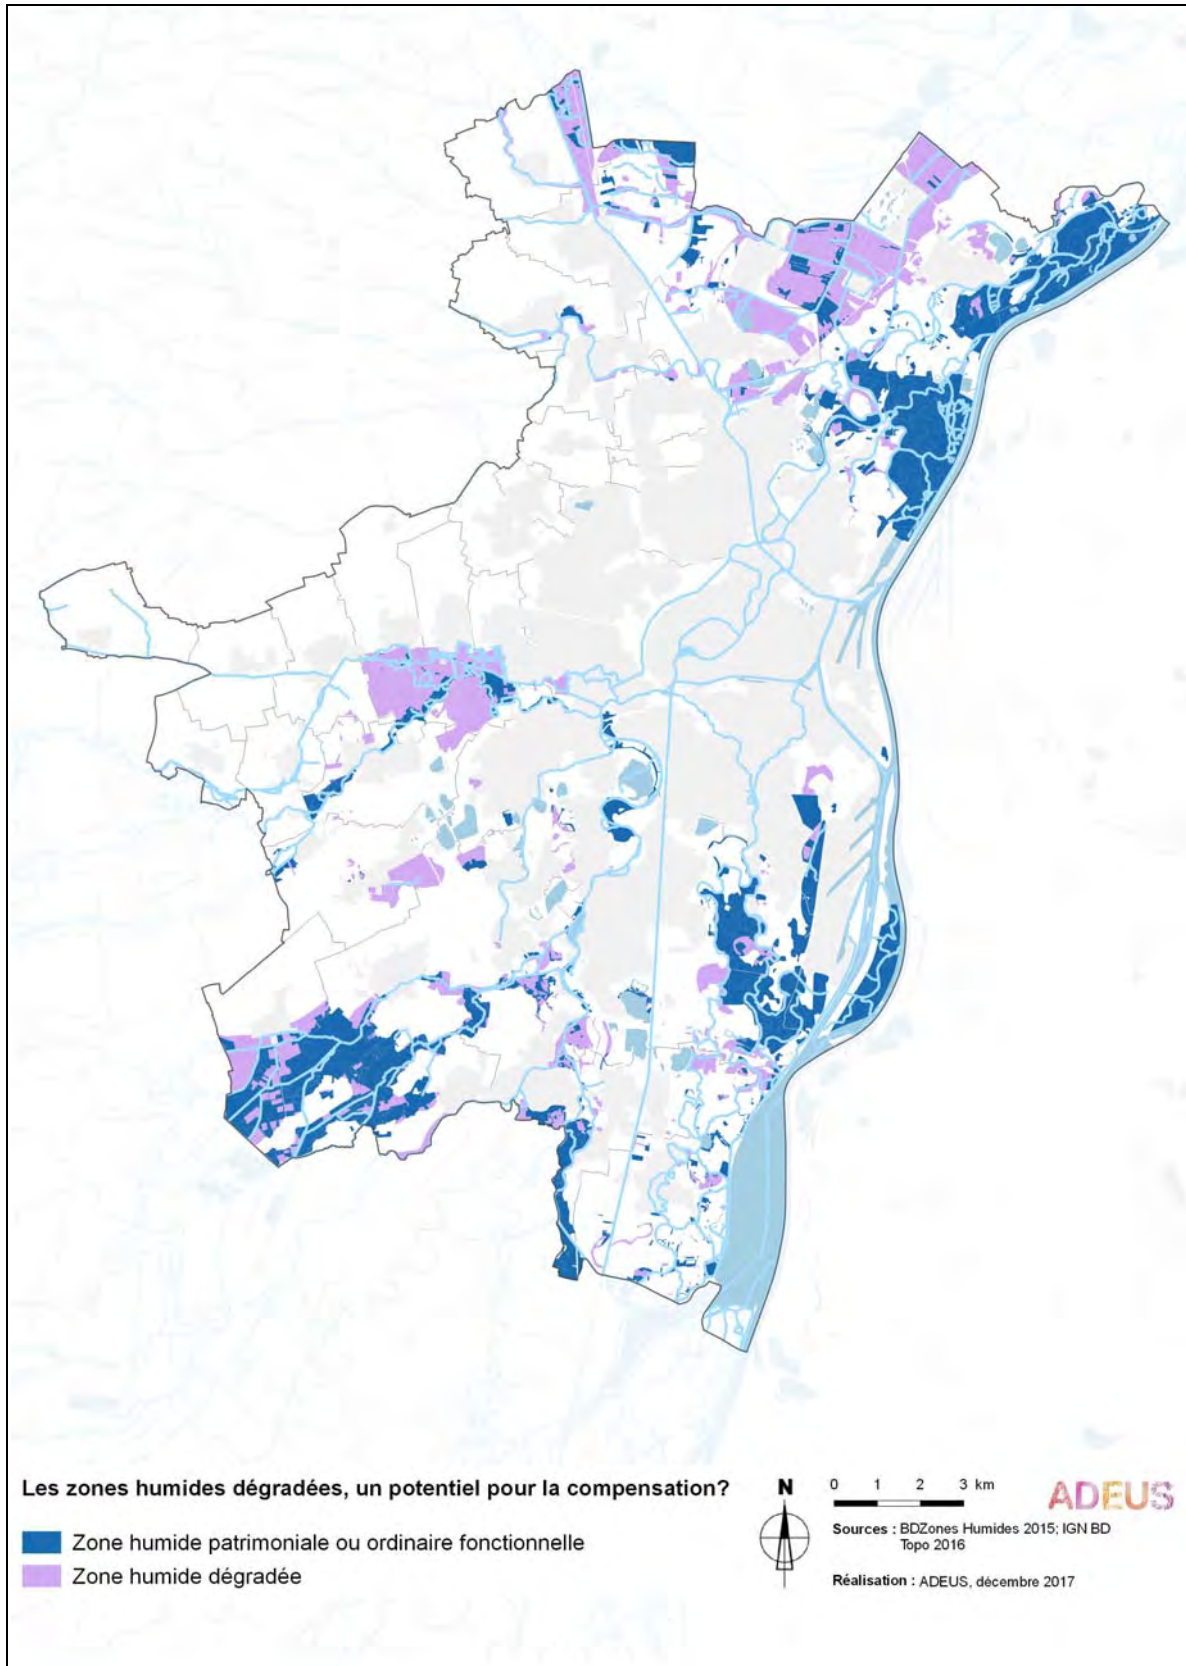 Les zones humides dégradées, un potentiel pour la compensation?
Zone humide patrimoniale ou ordinaire fonctionnelle
Zone humide dégradée
N
0 1 2 3 km
Sources : BDZones Humides 2015; IGN BD
Topo 2016
Réalisation : ADEUS, décembre 2017
ADEUS